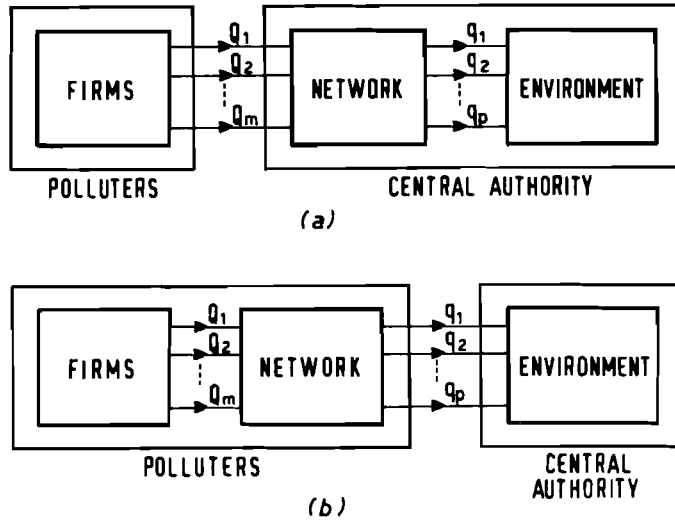 Q1 q1
Q2 q2
FIRMS NETWORK ENVIRONMENT
Qm qp
POLLUTERS CENTRAL AUTHORITY
(a)
Q1 q1
Q2 q2
FIRMS NETWORK ENVIRONMENT
Qm qp
POLLUTERS CENTRAL
AUTHORITY
(b)